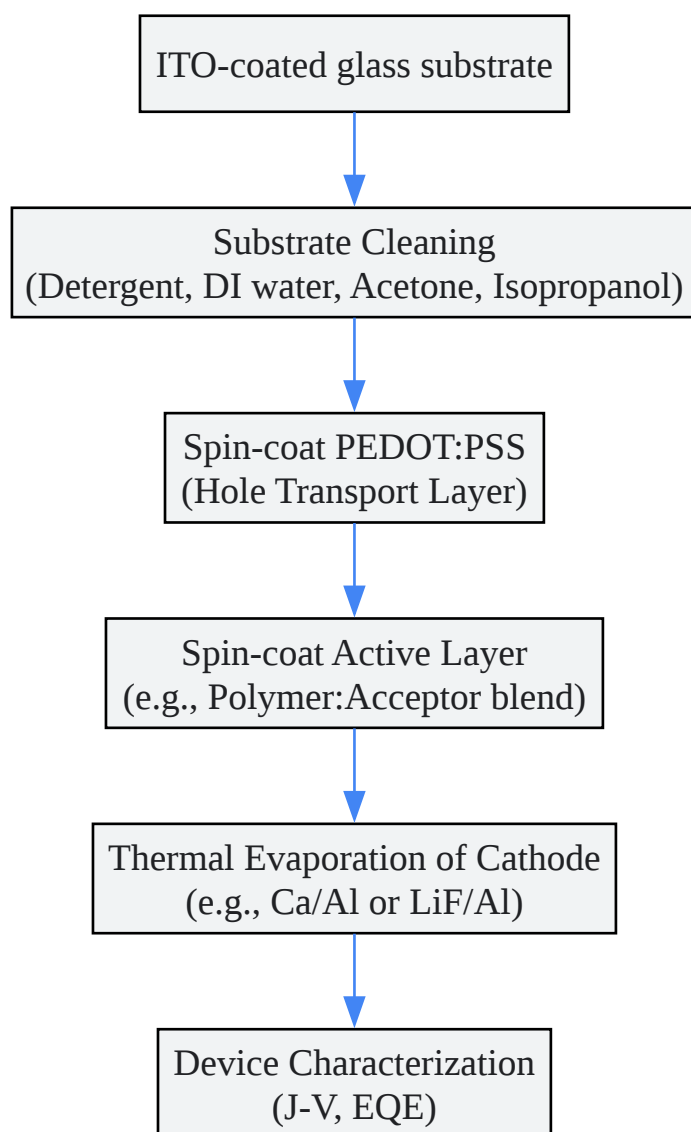 ITO-coated glass substrate
Substrate Cleaning
(Detergent, DI water, Acetone, Isopropanol)
Spin-coat PEDOT:PSS
(Hole Transport Layer)
Spin-coat Active Layer
(e.g., Polymer:Acceptor blend)
Thermal Evaporation of Cathode
(e.g., Ca/Al or LiF/Al)
Device Characterization
(J-V, EQE)